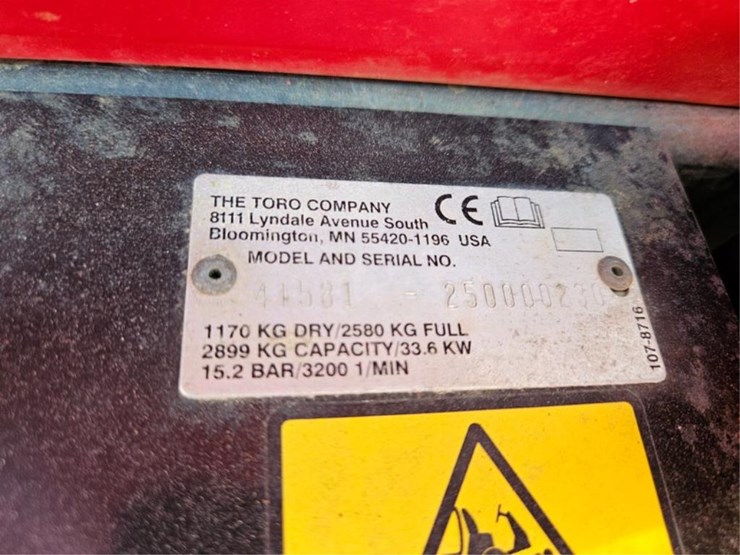 THE TORO COMPANY
8111 Lyndale Avenue South
Bloomington, MN 55420-1196 USA
CE
MODEL AND SERIAL NO.
1170 KG DRY/2580 KG FULL
2899 KG CAPACITY/33.6 KW
15.2 BAR/3200 1/MIN
107-8716